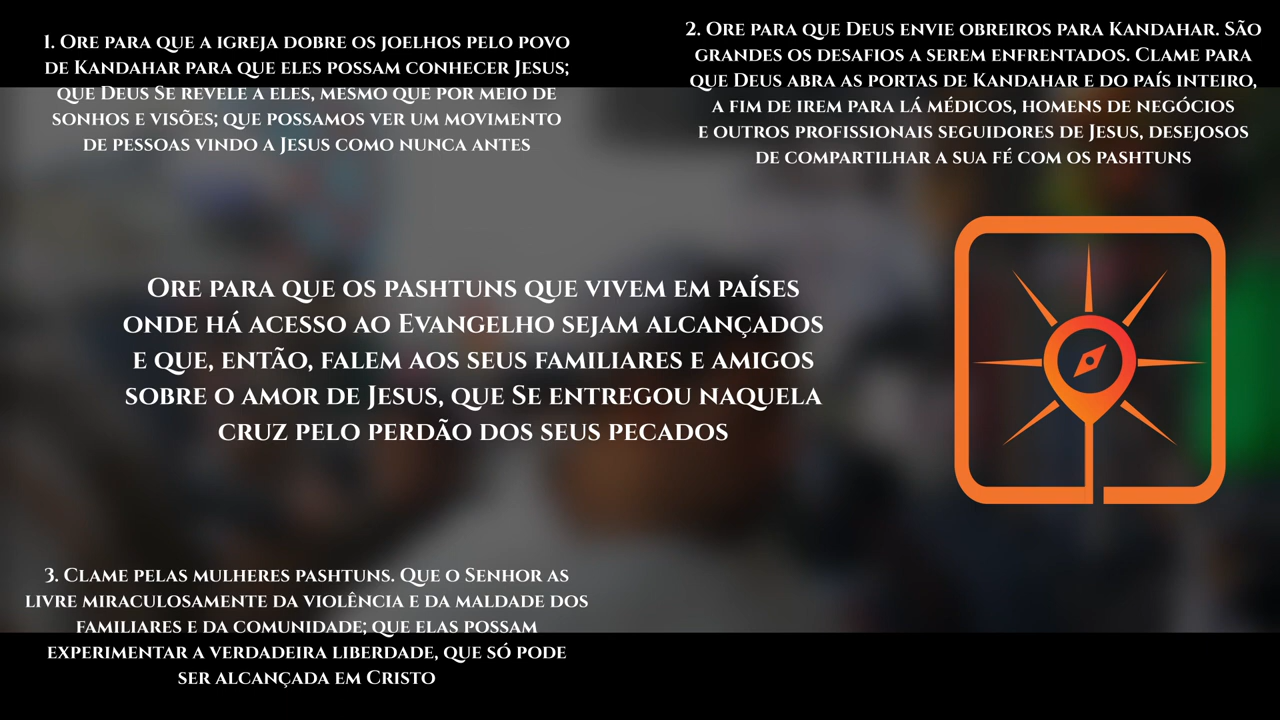 1. Ore para que a igreja dobre os joelhos pelo povo
de Kandahar para que eles possam conhecer Jesus;
que Deus Se revele a eles, mesmo que por meio de
sonhos e visões; que possamos ver um movimento
de pessoas vindo a Jesus como nunca antes
2. Ore para que Deus envie obreiros para Kandahar. São
grandes os desafios a serem enfrentados. Clame para
que Deus abra as portas de Kandahar e do país inteiro,
a fim de irem para lá médicos, homens de negócios
e outros profissionais seguidores de Jesus, desejosos
de compartilhar a sua fé com os pashtuns
Ore para que os pashtuns que vivem em países
onde há acesso ao Evangelho sejam alcançados
e que, então, falem aos seus familiares e amigos
sobre o amor de Jesus, que Se entregou naquela
cruz pelo perdão dos seus pecados
3. Clame pelas mulheres pashtuns. Que o Senhor as
livre miraculosamente da violência e da maldade dos
familiares e da comunidade; que elas possam
experimentar a verdadeira liberdade, que só pode
ser alcançada em Cristo